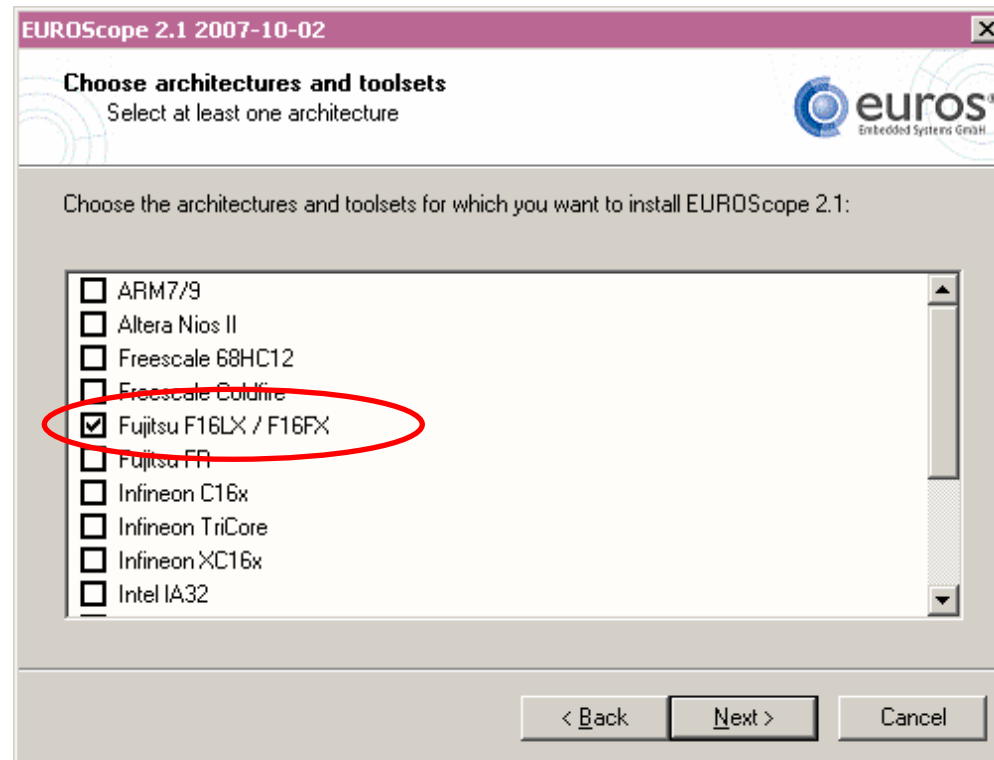 EUROScope 2.1 2007-10-02
Choose architectures and toolsets
Select at least one architecture
euros
Embedded Systems GmbH
Choose the architectures and toolsets for which you want to install EUROScope 2.1:
ARM7/9
Altera Nios II
Freescale 68HC12
Freescale Coldfire
Fujitsu F16LX / F16FX
Fujitsu FR
Infineon C16x
Infineon TriCore
Infineon XC16x
Intel IA32
< Back
Next >
Cancel